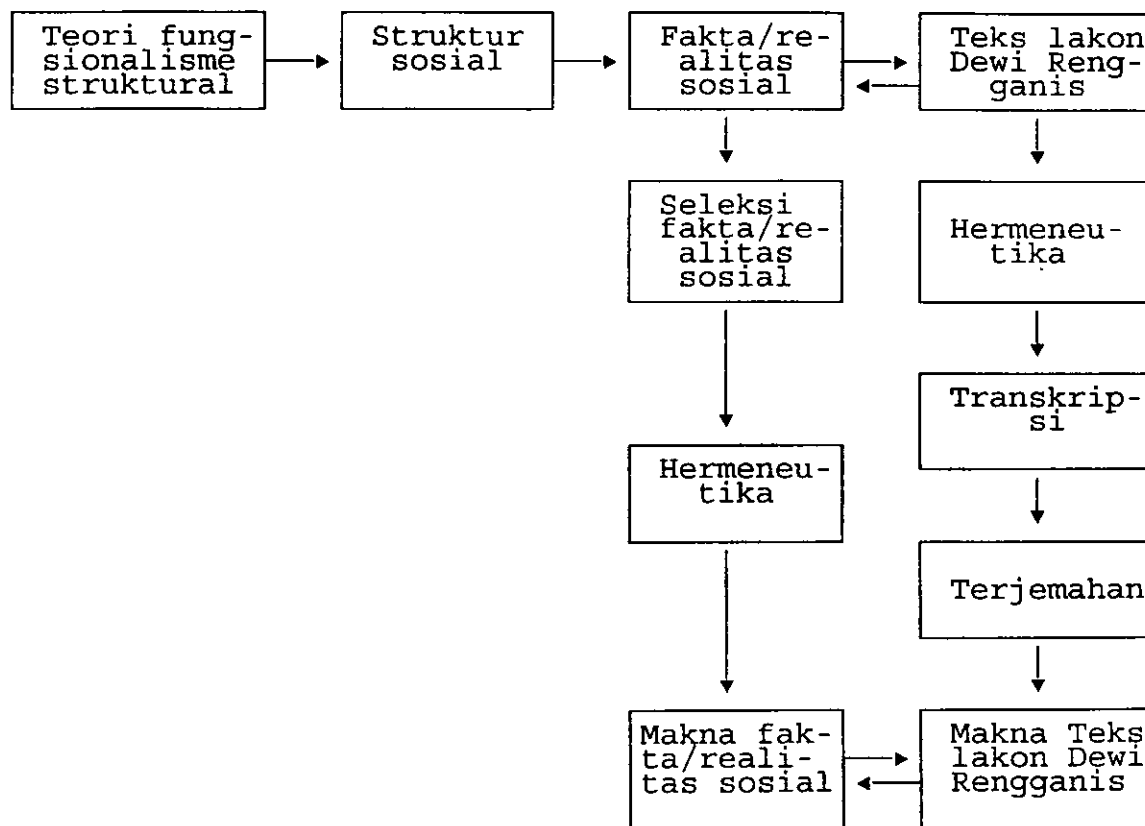 Teori fung-
sionalisme
struktural
Struktur
sosial
Fakta/re-
alitas
sosial
Teks lakon
Dewi Reng-
ganis
Seleksi
fakta/re-
alitas
sosial
Hermeneu-
tika
Transkrip-
si
Hermeneu-
tika
Terjemahan
Makna fak-
ta/reali-
tas sosial
Makna Teks
lakon Dewi
Rengganis